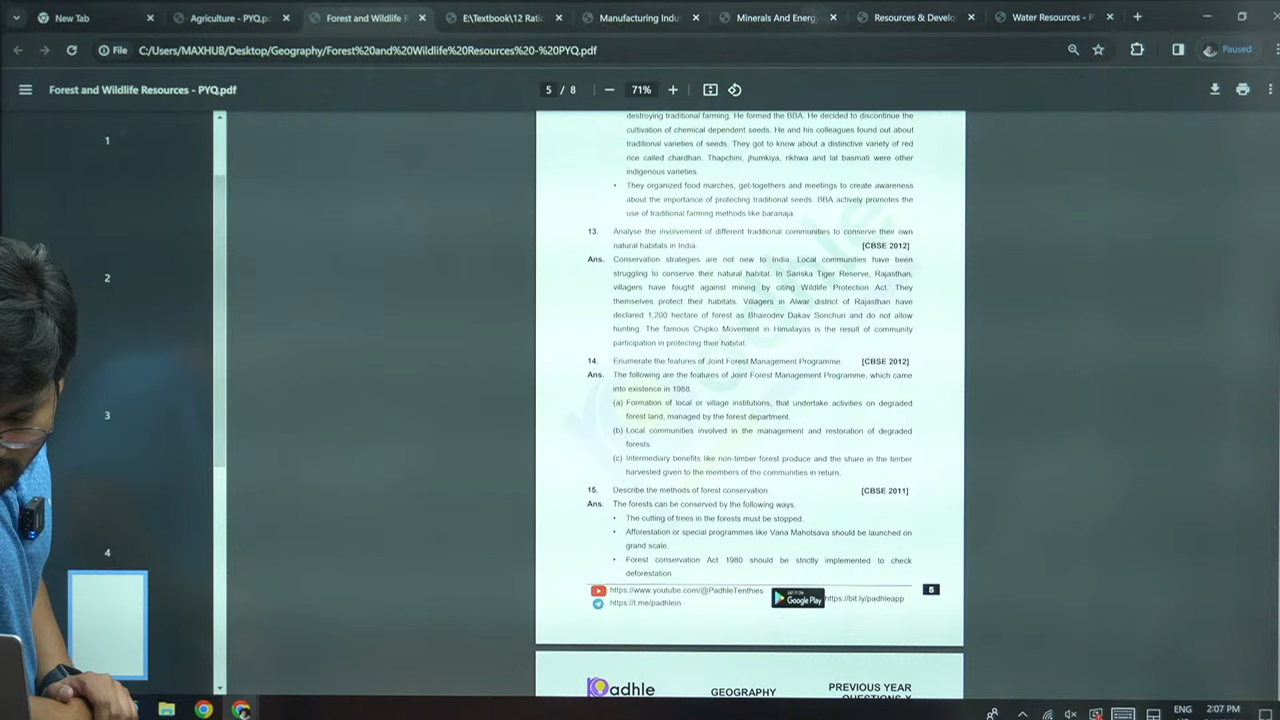 New Tab
Agriculture - PYQ.p
Forest and Wildlife R
E:\Textbook\12 Ratio
Manufacturing Indu
Minerals And Energ
Resources & Develo
Water Resources - P
File
C:/Users/MAXHUB/Desktop/Geography/Forest%20and%20Wildlife%20Resources%20-%20PYQ.pdf
Paused
Forest and Wildlife Resources - PYQ.pdf
5 / 8
71%
1
2
3
4
destroying traditional farming. He formed the BBA. He decided to discontinue the
cultivation of chemical dependent seeds. He and his colleagues found out about
traditional varieties of seeds. They got to know about a distinctive variety of red
rice called chardhan. Thapchini, jhumkiya, rikhwa and lal basmati were other
indigenous varieties.
• They organized food marches, get-togethers and meetings to create awareness
about the importance of protecting traditional seeds. BBA actively promotes the
use of traditional farming methods like baranaja.
13. Analyse the involvement of different traditional communities to conserve their own
natural habitats in India. [CBSE 2012]
Ans. Conservation strategies are not new to India. Local communities have been
struggling to conserve their natural habitat. In Sariska Tiger Reserve, Rajasthan,
villagers have fought against mining by citing Wildlife Protection Act. They
themselves protect their habitats. Villagers in Alwar district of Rajasthan have
declared 1,200 hectare of forest as Bhairodev Dakav Sonchuri and do not allow
hunting. The famous Chipko Movement in Himalayas is the result of community
participation in protecting their habitat.
14. Enumerate the features of Joint Forest Management Programme. [CBSE 2012]
Ans. The following are the features of Joint Forest Management Programme, which came
into existence in 1988.
(a) Formation of local or village institutions, that undertake activities on degraded
forest land, managed by the forest department.
(b) Local communities involved in the management and restoration of degraded
forests.
(c) Intermediary benefits like non-timber forest produce and the share in the timber
harvested given to the members of the communities in return.
15. Describe the methods of forest conservation. [CBSE 2011]
Ans. The forests can be conserved by the following ways.
• The cutting of trees in the forests must be stopped.
• Afforestation or special programmes like Vana Mahotsava should be launched on
grand scale.
• Forest conservation Act 1980 should be strictly implemented to check
deforestation
https://www.youtube.com/@PadhleTenthies
https://t.me/padhlein
GET IT ON
Google Play
https://bit.ly/padhleapp
5
Padhle
GEOGRAPHY
PREVIOUS YEAR
QUESTIONS-X
ENG
2:07 PM